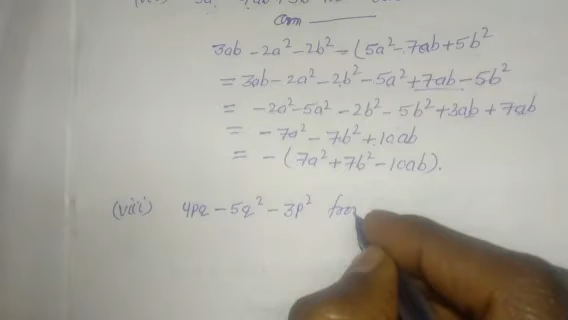 3ab - 2a² - 2b² - (5a² - 7ab + 5b²
= 3ab - 2a² - 2b² - 5a² + 7ab - 5b²
= -2a² - 5a² - 2b² - 5b² + 3ab + 7ab
= -7a² - 7b² + 10ab
= -(7a² + 7b² - 10ab).
(viii) 4pq - 5q² - 3p² from